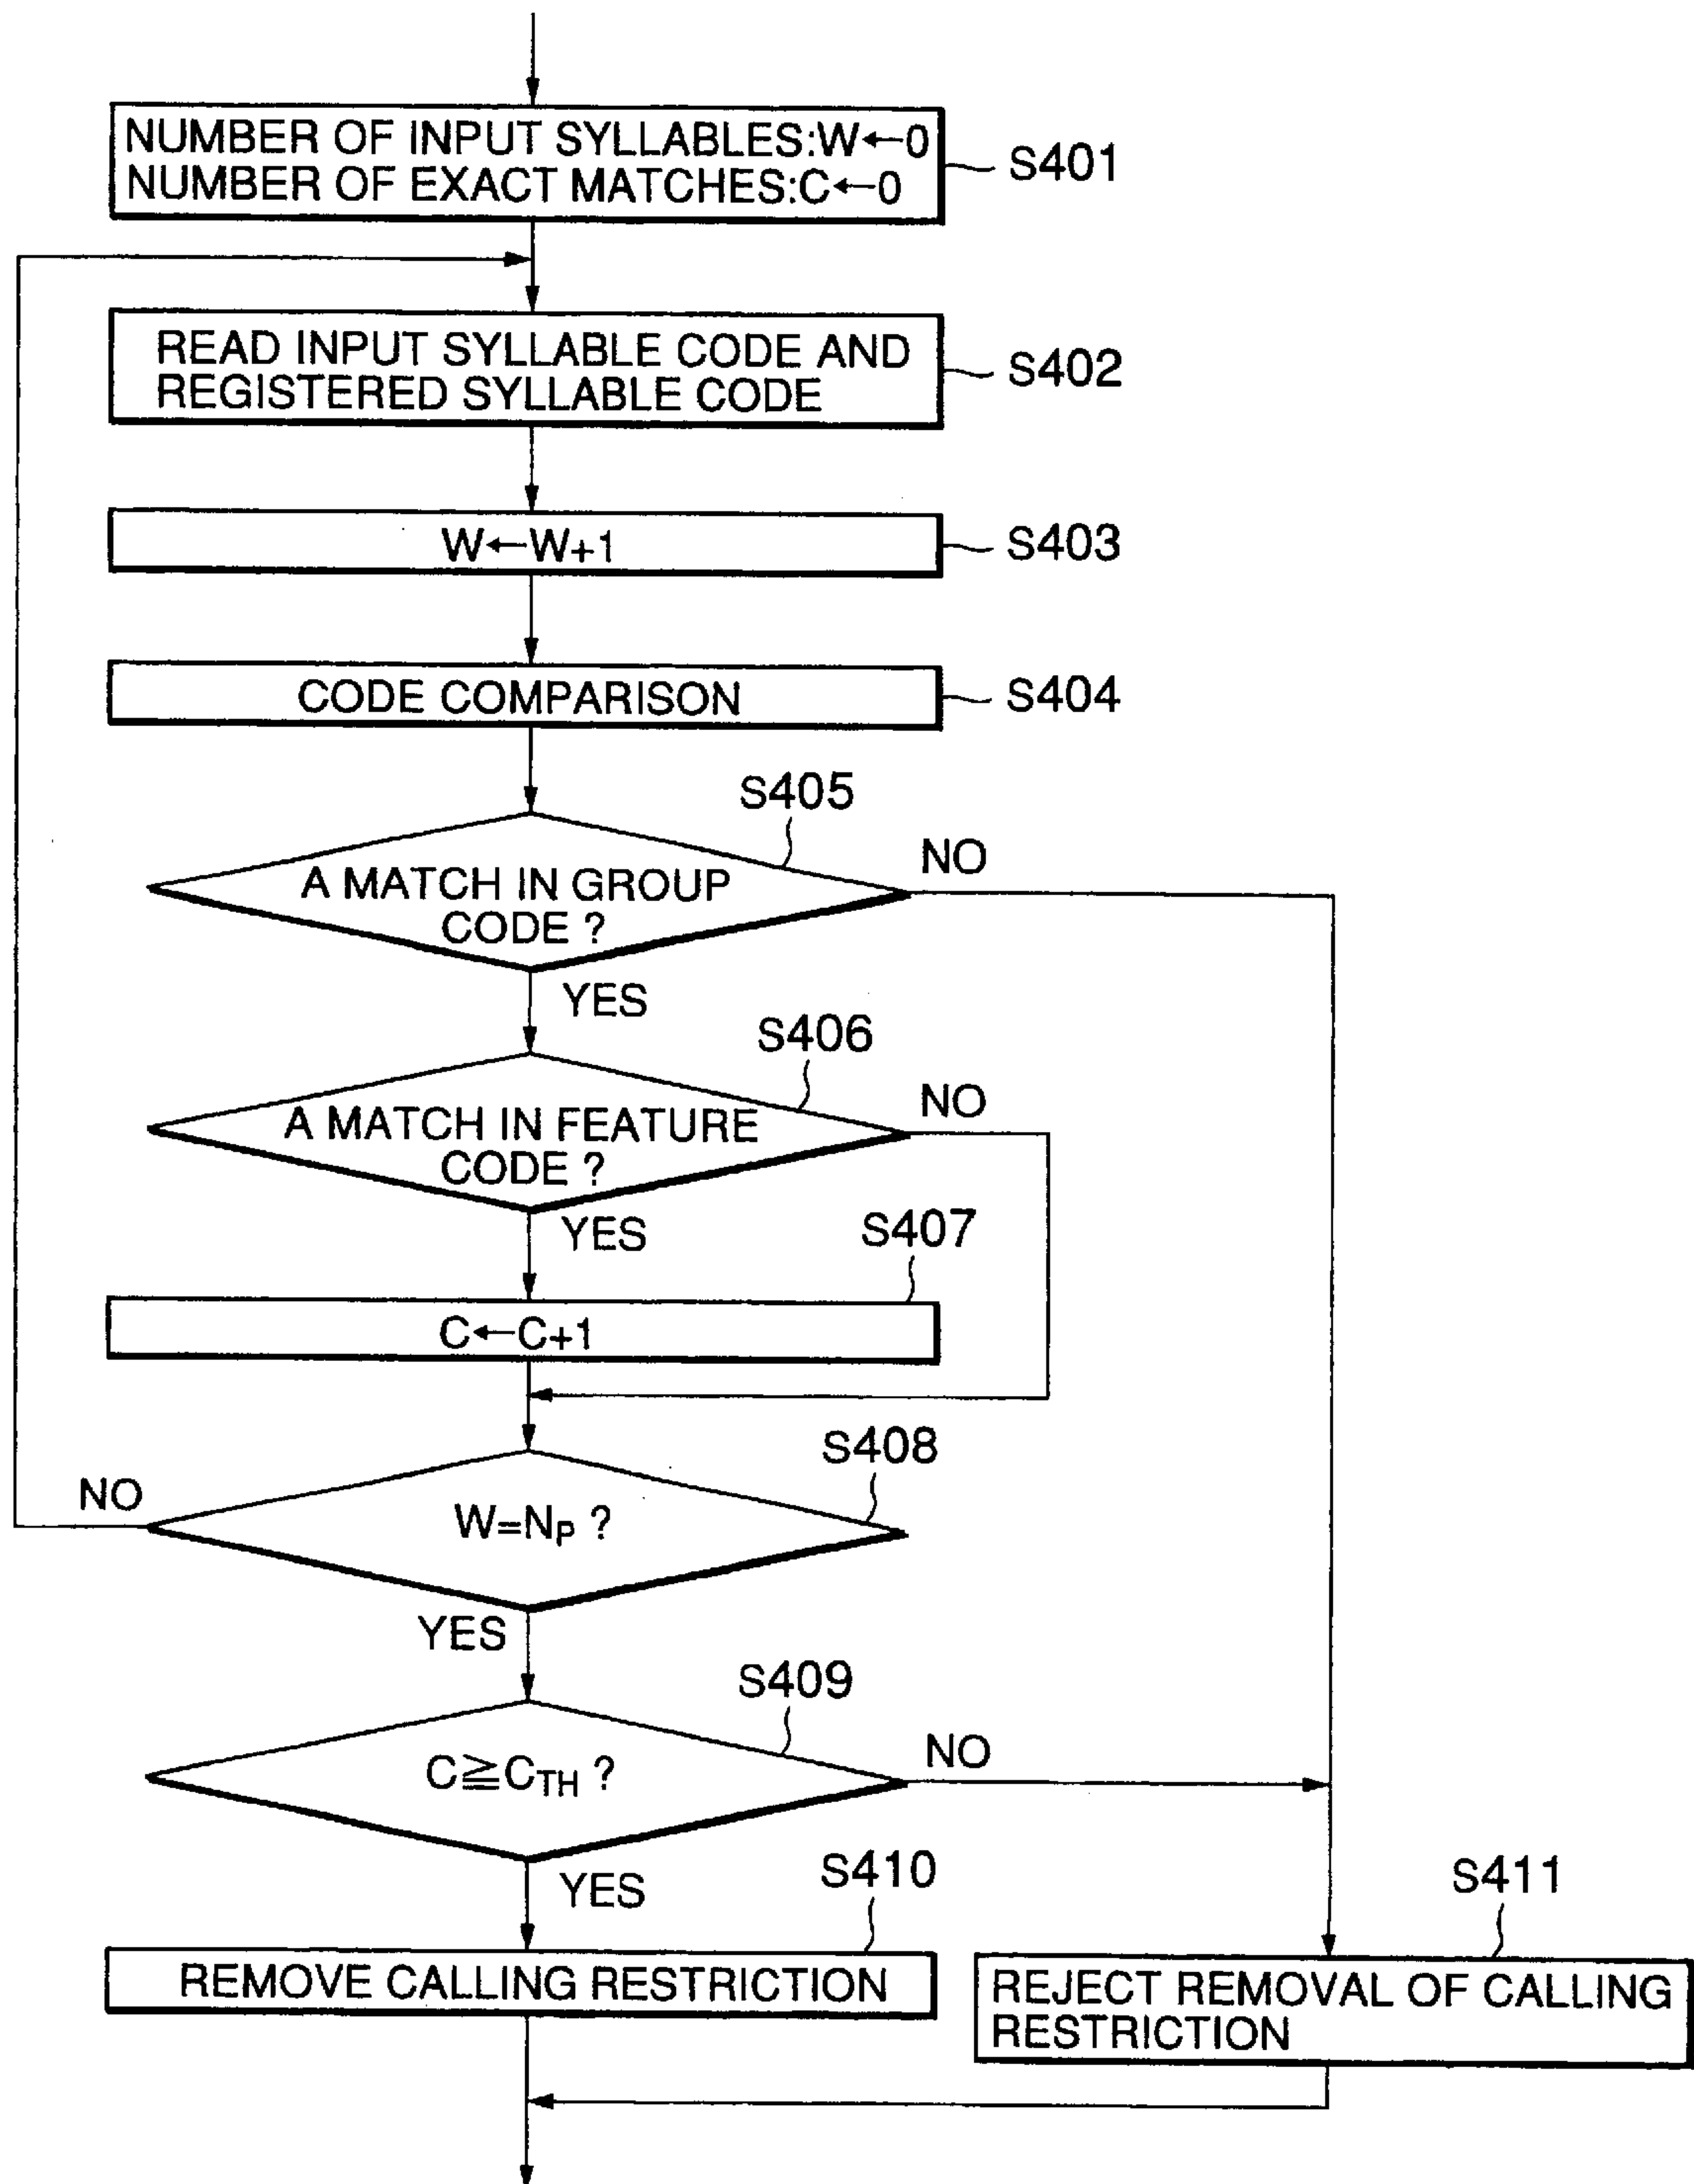 NUMBER OF INPUT SYLLABLES:W←0
NUMBER OF EXACT MATCHES:C←0
S401
READ INPUT SYLLABLE CODE AND
REGISTERED SYLLABLE CODE
S402
W←W+1
S403
CODE COMPARISON
S404
S405
A MATCH IN GROUP
CODE ?
NO
YES
S406
A MATCH IN FEATURE
CODE ?
NO
YES
S407
C←C+1
S408
NO
W=NP ?
YES
S409
C≧CTH ?
NO
YES
S410
REMOVE CALLING RESTRICTION
S411
REJECT REMOVAL OF CALLING
RESTRICTION